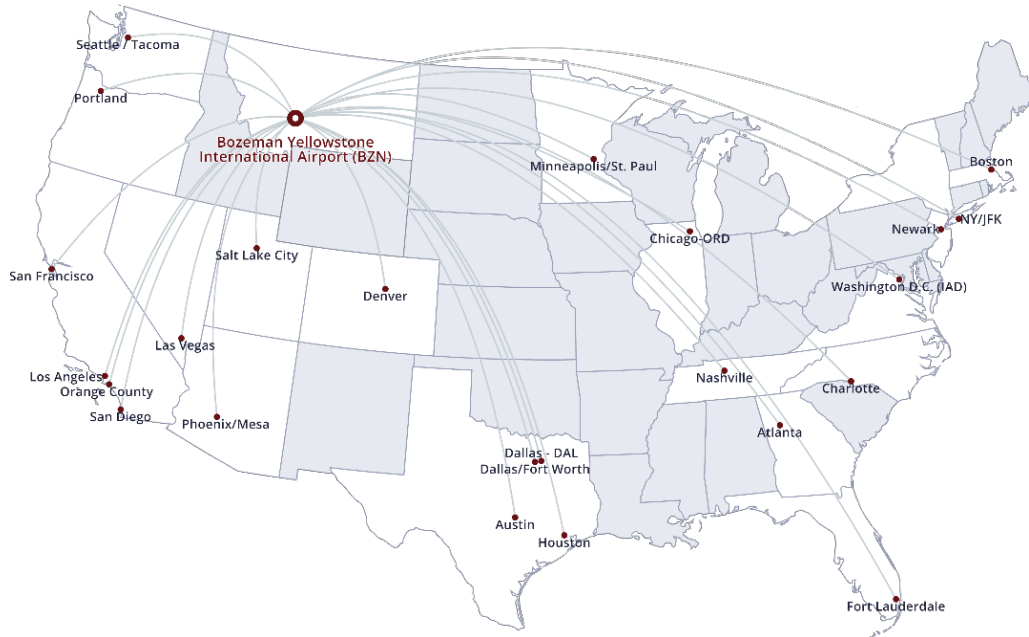 Seattle / Tacoma
Portland
Bozeman Yellowstone
International Airport (BZN)
Minneapolis/St. Paul
Boston
NY/JFK
Newark
Chicago-ORD
Salt Lake City
San Francisco
Denver
Washington D.C. (IAD)
Las Vegas
Los Angeles
Orange County
Nashville
Charlotte
San Diego
Phoenix/Mesa
Atlanta
Dallas - DAL
Dallas/Fort Worth
Austin
Houston
Fort Lauderdale